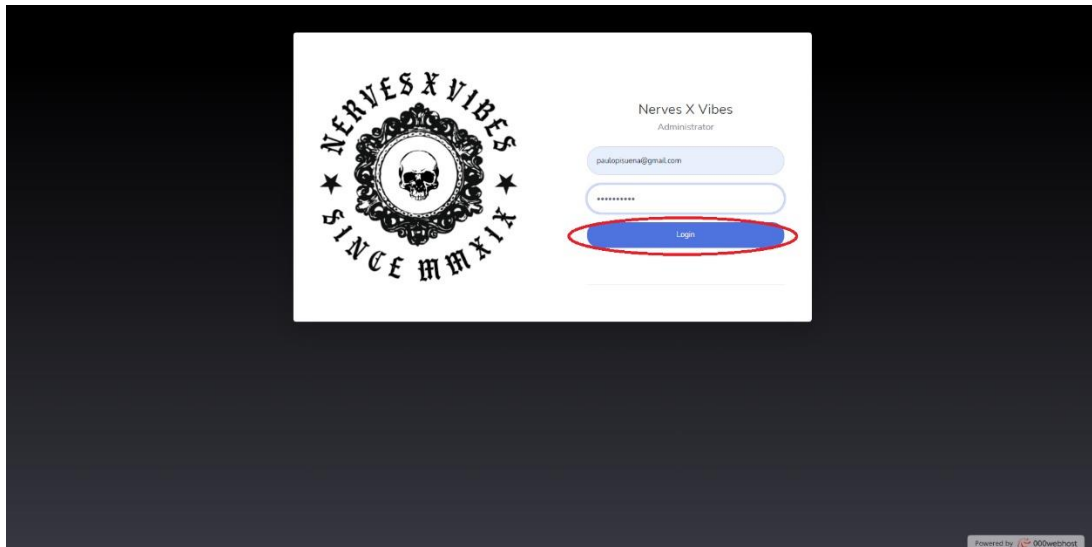 NERVES X VIBES
SINCE MMXIX
Nerves X Vibes
Administrator
paulopisuena@gmail.com
**********
Login
Powered by 000webhost